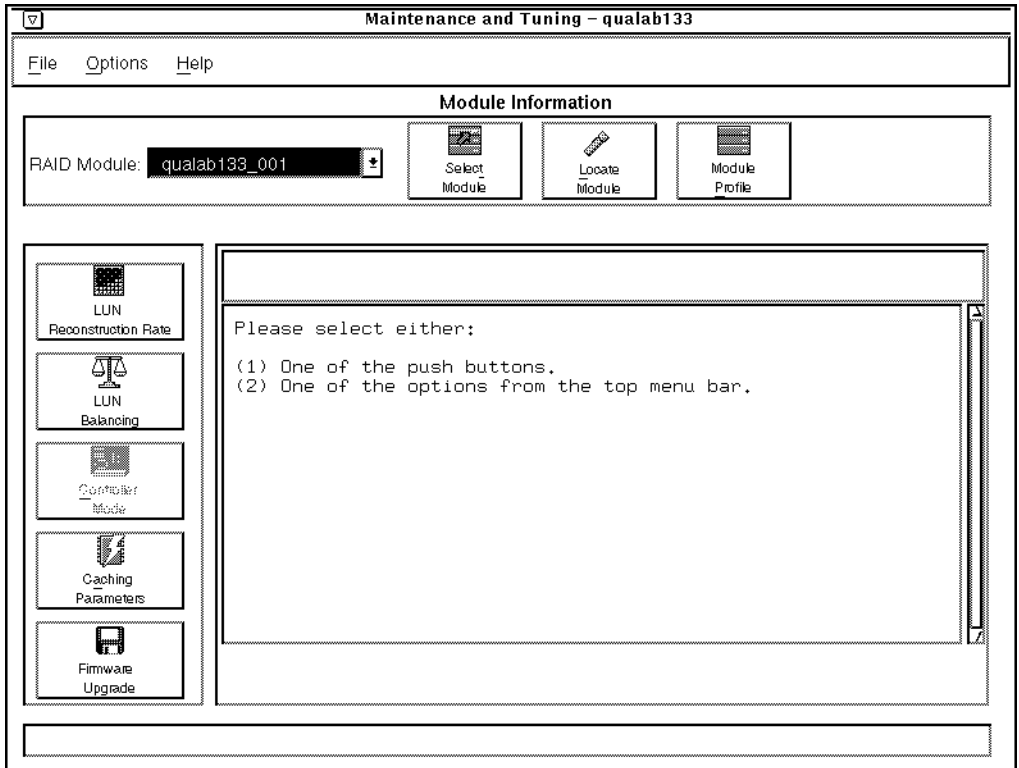 Maintenance and Tuning – qualab133
File Options Help
Module Information
RAID Module: qualab133_001
Select
Module
Locate
Module
Module
Profile
LUN
Reconstruction Rate
LUN
Balancing
Controller
Mode
Caching
Parameters
Firmware
Upgrade
Please select either:
(1) One of the push buttons.
(2) One of the options from the top menu bar.